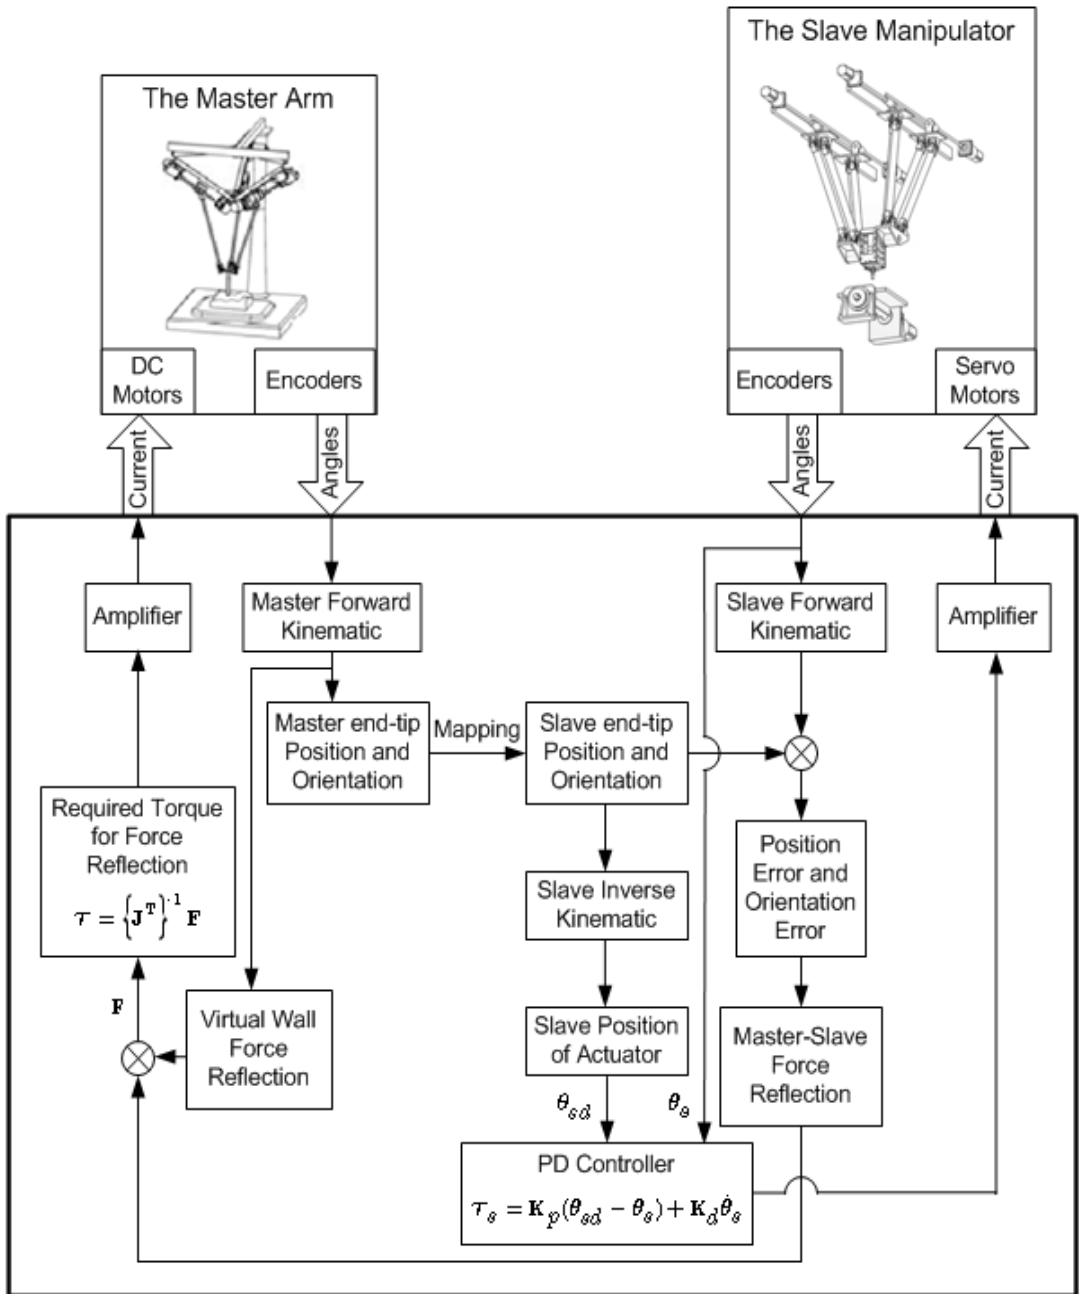 The Master Arm
DC
Motors
Encoders
Current
Angles
The Slave Manipulator
Encoders
Servo
Motors
Angles
Current
Amplifier
Master Forward
Kinematic
Slave Forward
Kinematic
Amplifier
Master end-tip
Position and
Orientation
Mapping
Slave end-tip
Position and
Orientation
Required Torque
for Force
Reflection
τ = {J^T}^-1 F
Position
Error and
Orientation
Error
Slave Inverse
Kinematic
F
Virtual Wall
Force
Reflection
Slave Position
of Actuator
Master-Slave
Force
Reflection
θ_sd
θ_s
PD Controller
τ_s = K_p(θ_sd − θ_s) + K_d θ̇_s